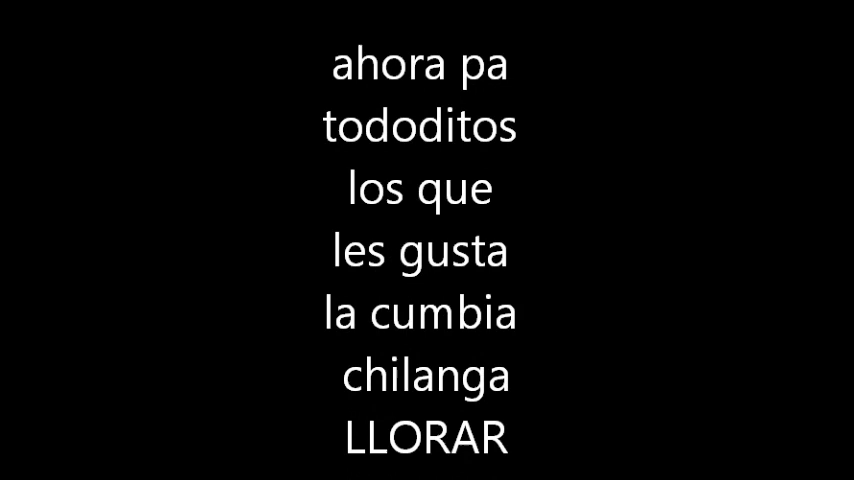 ahora pa
tododitos
los que
les gusta
la cumbia
chilanga
LLORAR